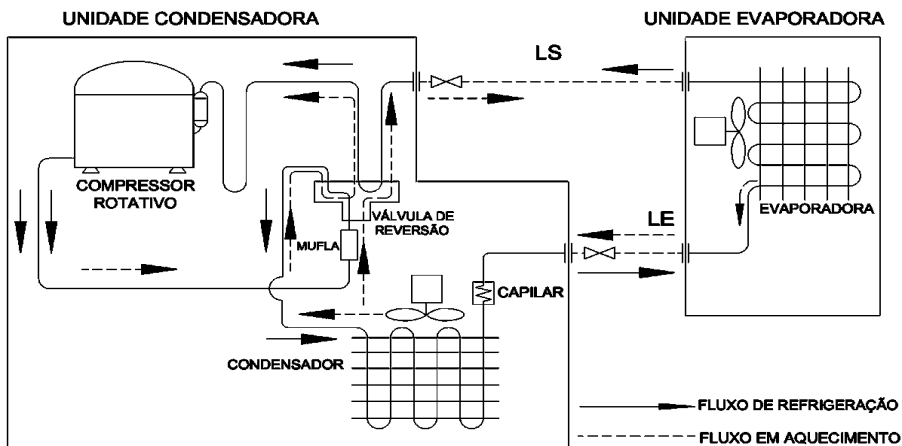 UNIDADE CONDENSADORA
UNIDADE EVAPORADORA
LS
COMPRESSOR
ROTATIVO
VÁLVULA DE
REVERSÃO
MUFLA
EVAPORADORA
LE
CAPILAR
CONDENSADOR
FLUXO DE REFRIGERAÇÃO
FLUXO EM AQUECIMENTO